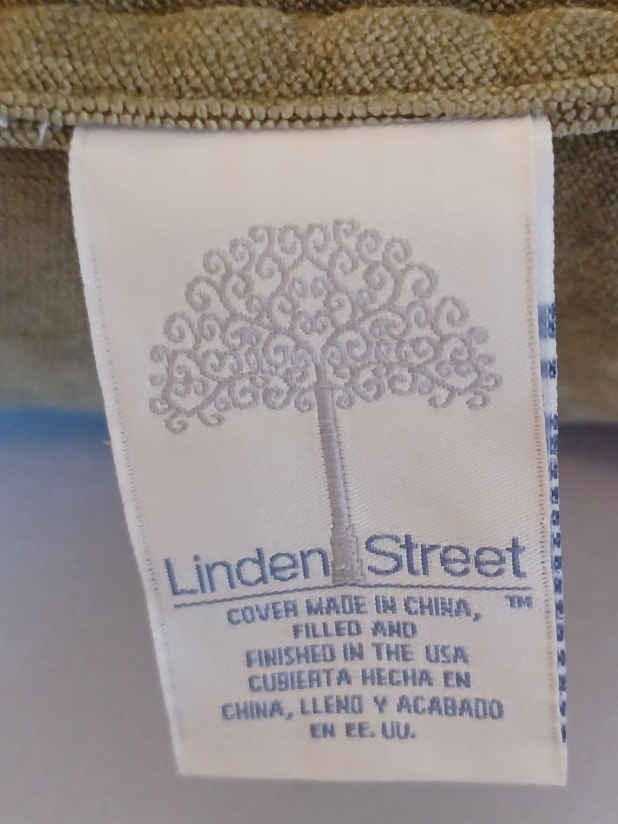 Linden Street
TM
COVER MADE IN CHINA,
FILLED AND
FINISHED IN THE USA
CUBIERTA HECHA EN
CHINA, LLENO Y ACABADO
EN EE. UU.